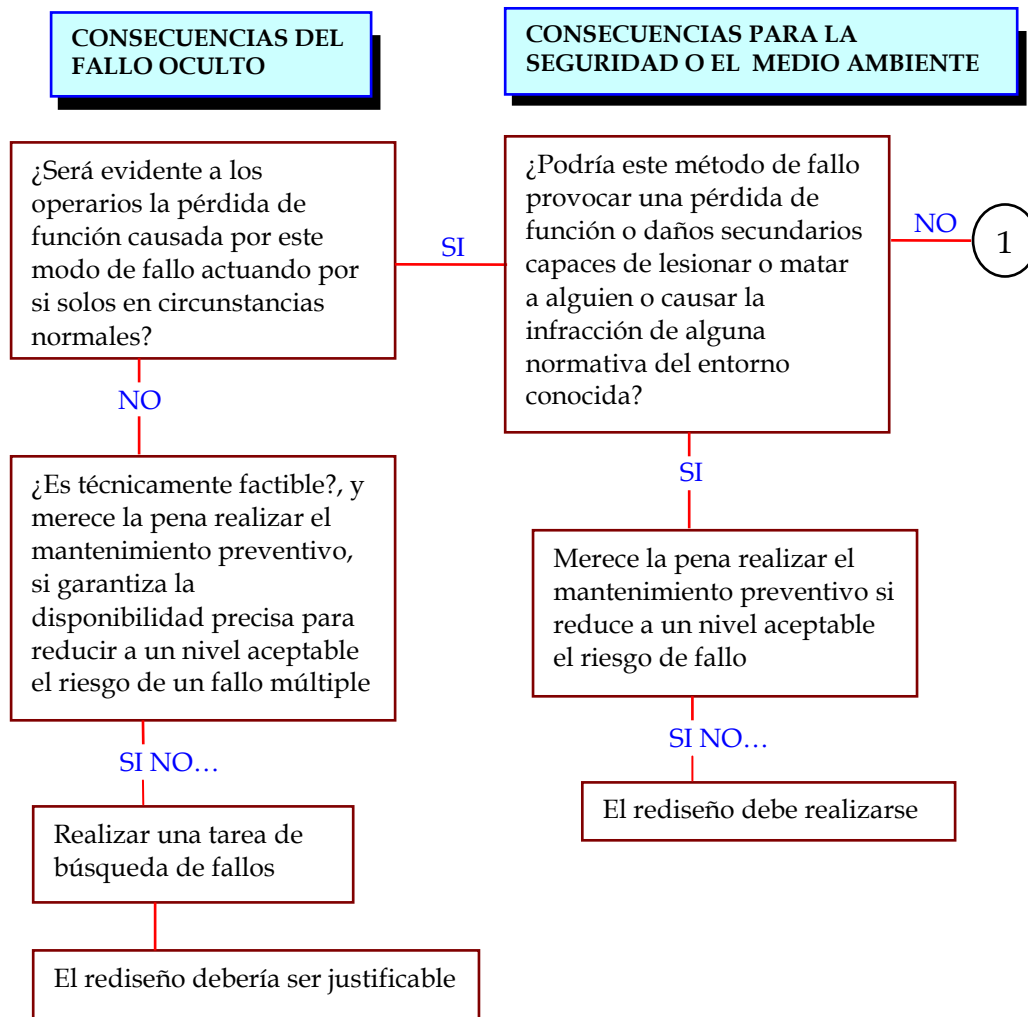 CONSECUENCIAS DEL
FALLO OCULTO
CONSECUENCIAS PARA LA
SEGURIDAD O EL MEDIO AMBIENTE
¿Será evidente a los
operarios la pérdida de
función causada por este
modo de fallo actuando por
si solos en circunstancias
normales?
SI
¿Podría este método de fallo
provocar una pérdida de
función o daños secundarios
capaces de lesionar o matar
a alguien o causar la
infracción de alguna
normativa del entorno
conocida?
NO
1
NO
SI
¿Es técnicamente factible?, y
merece la pena realizar el
mantenimiento preventivo,
si garantiza la
disponibilidad precisa para
reducir a un nivel aceptable
el riesgo de un fallo múltiple
Merece la pena realizar el
mantenimiento preventivo si
reduce a un nivel aceptable
el riesgo de fallo
SI NO…
SI NO…
Realizar una tarea de
búsqueda de fallos
El rediseño debe realizarse
El rediseño debería ser justificable